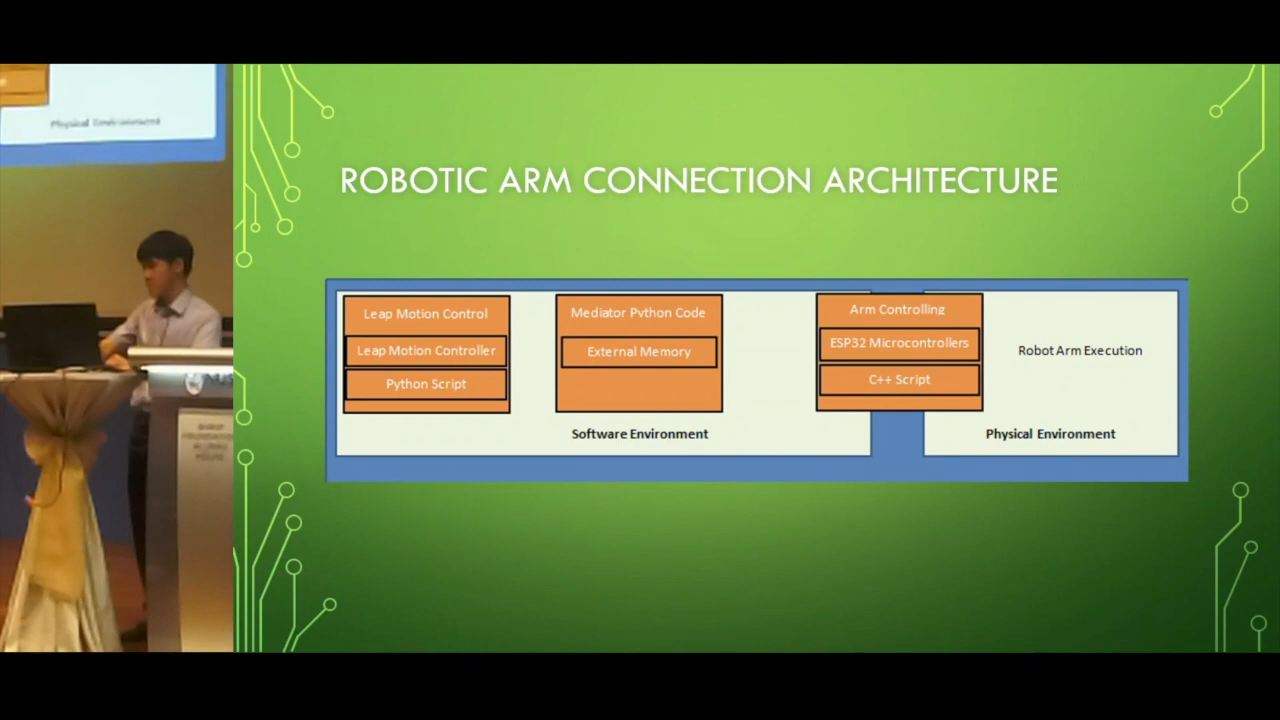 Physical Environment
ROBOTIC ARM CONNECTION ARCHITECTURE
Leap Motion Control
Leap Motion Controller
Python Script
Mediator Python Code
External Memory
Arm Controlling
ESP32 Microcontrollers
C++ Script
Robot Arm Execution
Software Environment
Physical Environment